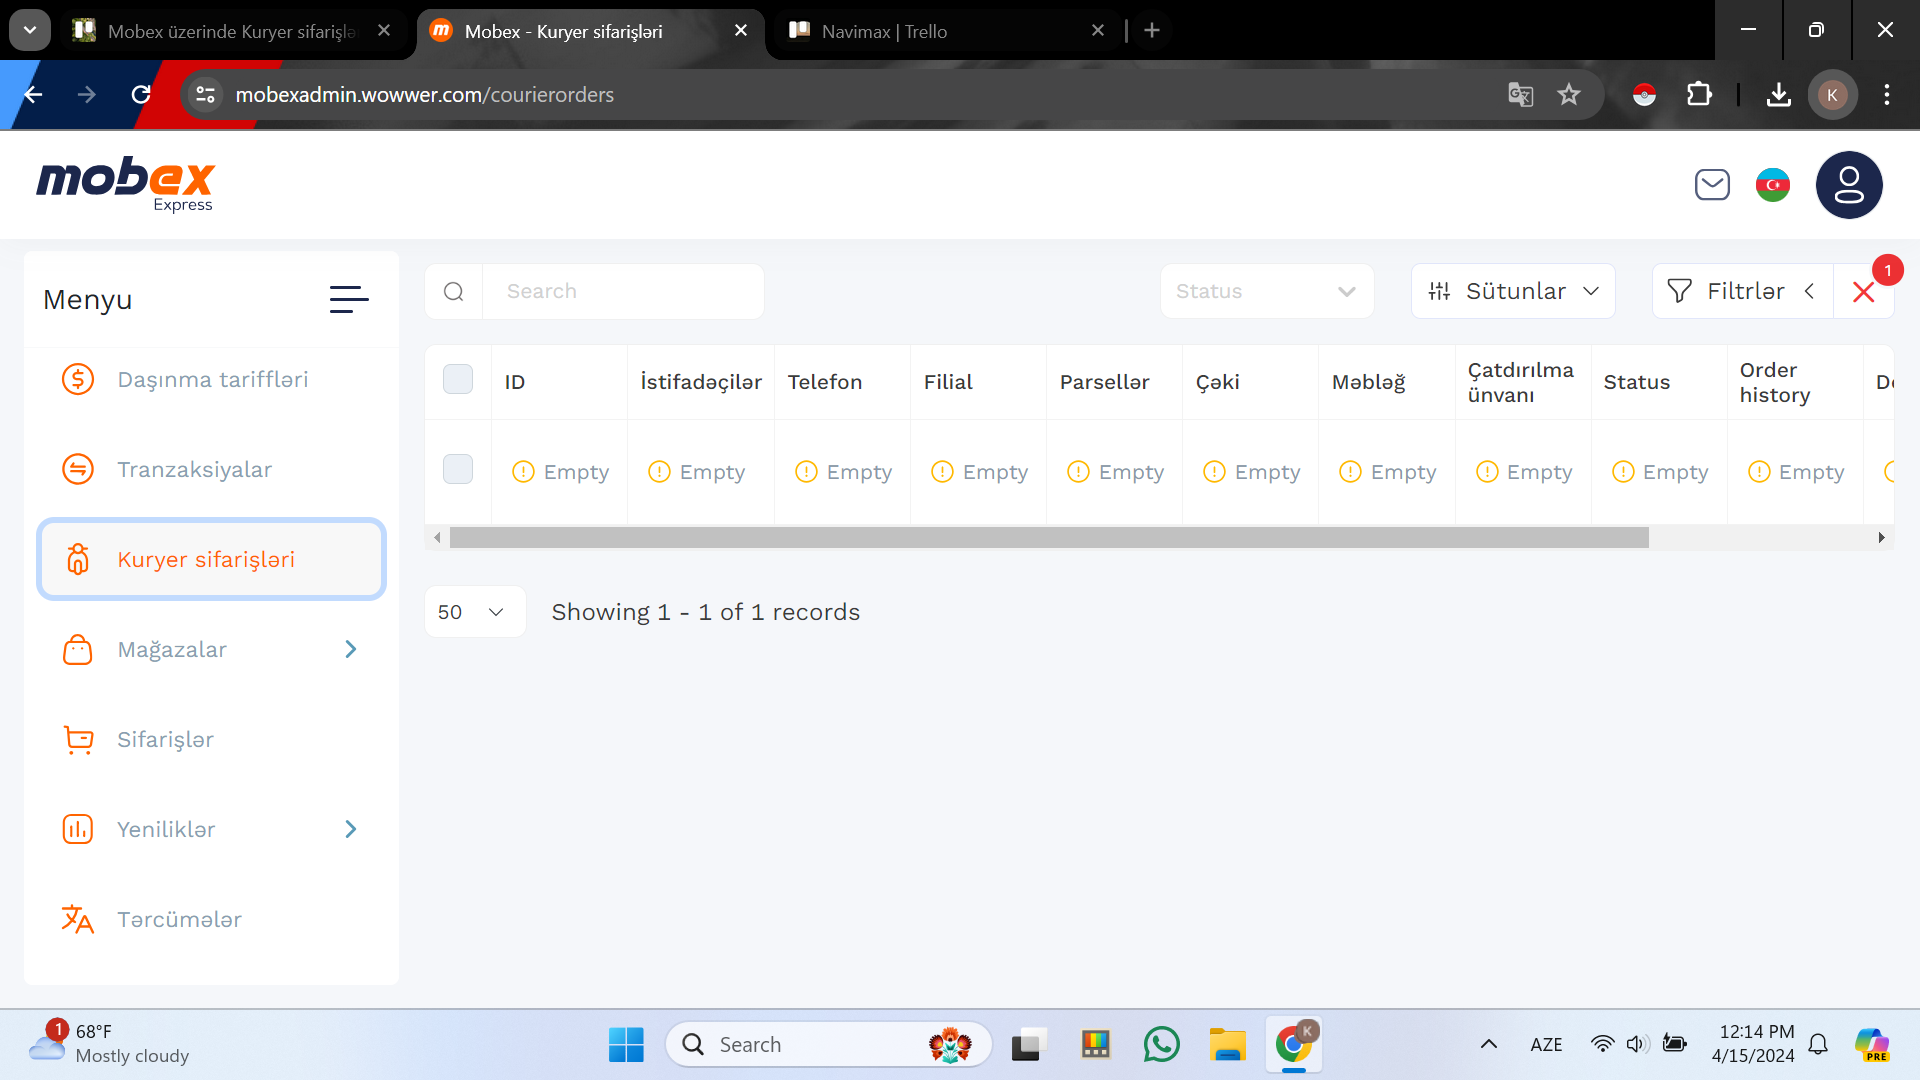 Mobex üzerinde Kuryer sifarişlə
Mobex - Kuryer sifarişləri
Navimax | Trello
mobexadmin.wowwer.com/courierorders
K
mobex
Express
Menyu
Daşınma tariffləri
Tranzaksiyalar
Kuryer sifarişləri
Mağazalar
Sifarişlər
Yeniliklər
Tərcümələr
Search
Status
Sütunlar
Filtrlər
1
ID
İstifadəçilər
Telefon
Filial
Parsellər
Çəki
Məbləğ
Çatdırılma
ünvanı
Status
Order
history
Empty
Empty
Empty
Empty
Empty
Empty
Empty
Empty
Empty
Empty
50
Showing 1 - 1 of 1 records
1
68°F
Mostly cloudy
Search
K
AZE
12:14 PM
4/15/2024
PRE